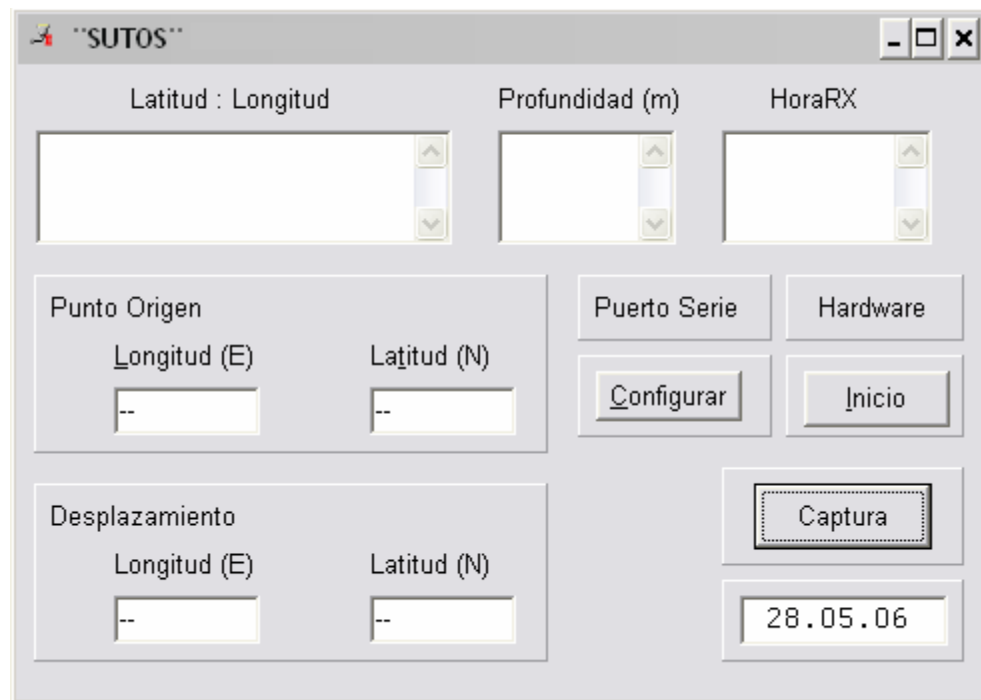 ¨SUTOS¨
Latitud : Longitud
Profundidad (m)
HoraRX
Punto Origen
Longitud (E)
Latitud (N)
--
--
Puerto Serie
Hardware
Configurar
Inicio
Desplazamiento
Longitud (E)
Latitud (N)
--
--
Captura
28.05.06